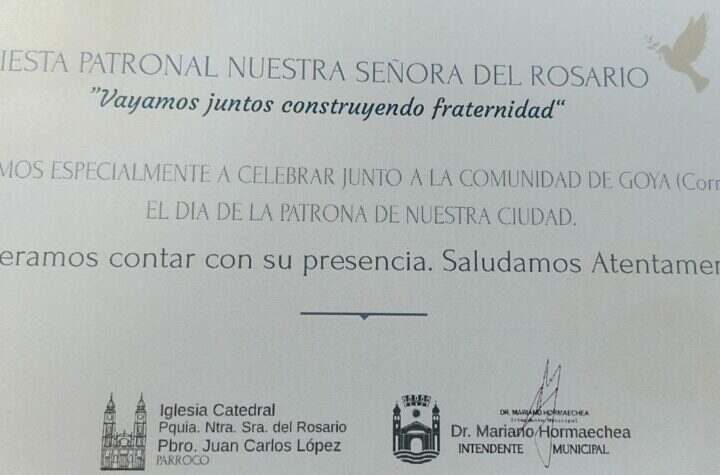 IESTA PATRONAL NUESTRA SEÑORA DEL ROSARIO
"Vayamos juntos construyendo fraternidad"
MOS ESPECIALMENTE A CELEBRAR JUNTO A LA COMUNIDAD DE GOYA (Corr
EL DIA DE LA PATRONA DE NUESTRA CIUDAD.
eramos contar con su presencia. Saludamos Atentamen
Iglesia Catedral
Pquia. Ntra. Sra. del Rosario
Pbro. Juan Carlos López
PARROCO
DR. MARIANO HORMAECHEA
Intendente Municipal
Dr. Mariano Hormaechea
INTENDENTE MUNICIPAL